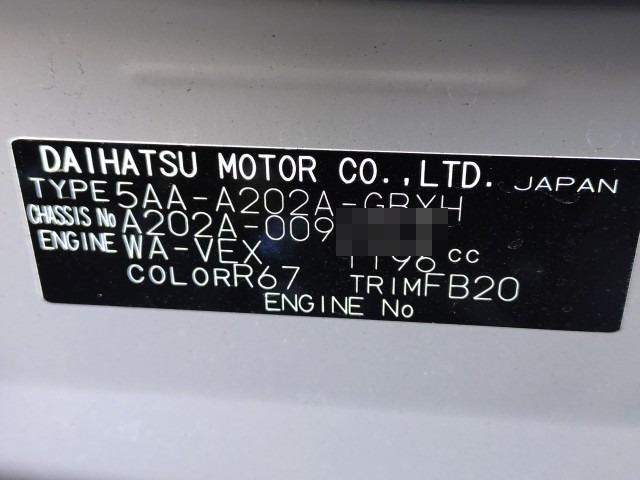 DAIHATSU MOTOR CO.,LTD. JAPAN
TYPE 5AA-A202A-GBXH
CHASSIS No A202A-009
ENGINE WA-VEX 1196 cc
COLOR R67 TRIM FB20
ENGINE No